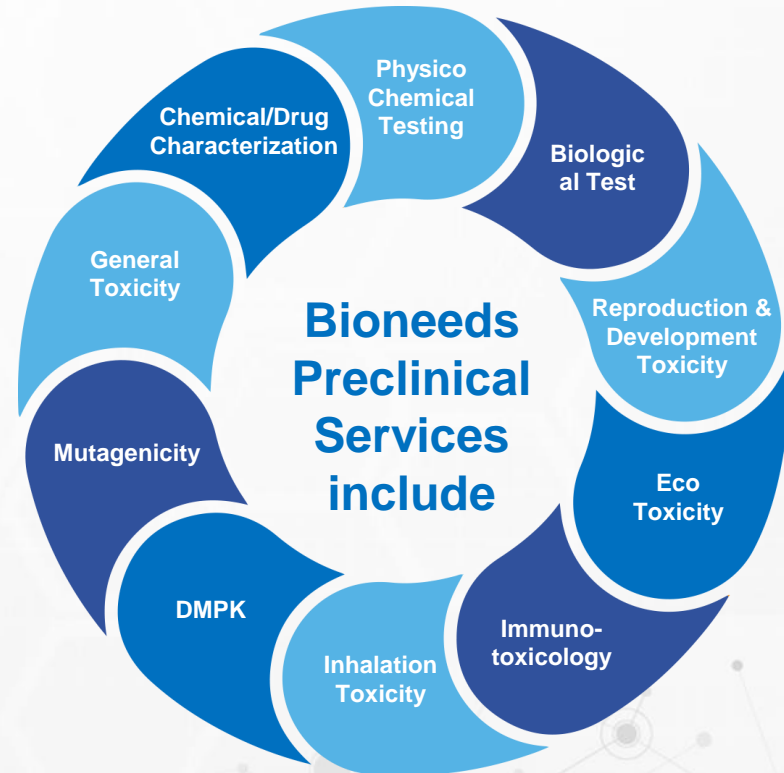 Physico
Chemical
Testing
Biologic
al Test
Reproduction &
Development
Toxicity
Eco
Toxicity
Immuno-
toxicology
Inhalation
Toxicity
DMPK
Mutagenicity
General
Toxicity
Chemical/Drug
Characterization
Bioneeds
Preclinical
Services
include